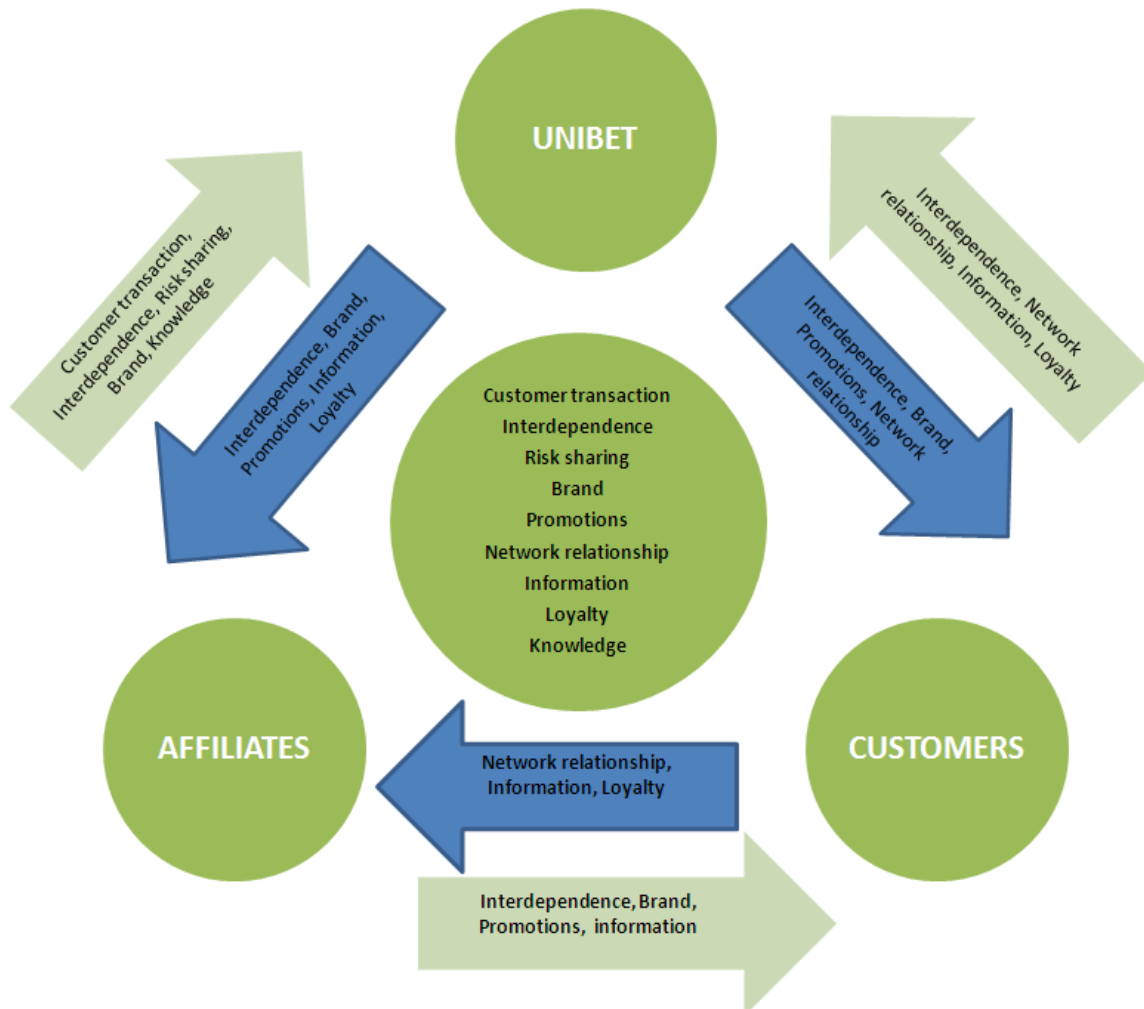 UNIBET
Customer transaction,
Interdependence, Risk sharing,
Brand, Knowledge
Interdependence, Brand,
Promotions, Information,
Loyalty
Interdependence, Network
relationship, Information, Loyalty
Interdependence, Brand,
Promotions, Network
relationship
Customer transaction
Interdependence
Risk sharing
Brand
Promotions
Network relationship
Information
Loyalty
Knowledge
AFFILIATES
CUSTOMERS
Network relationship,
Information, Loyalty
Interdependence, Brand,
Promotions, information